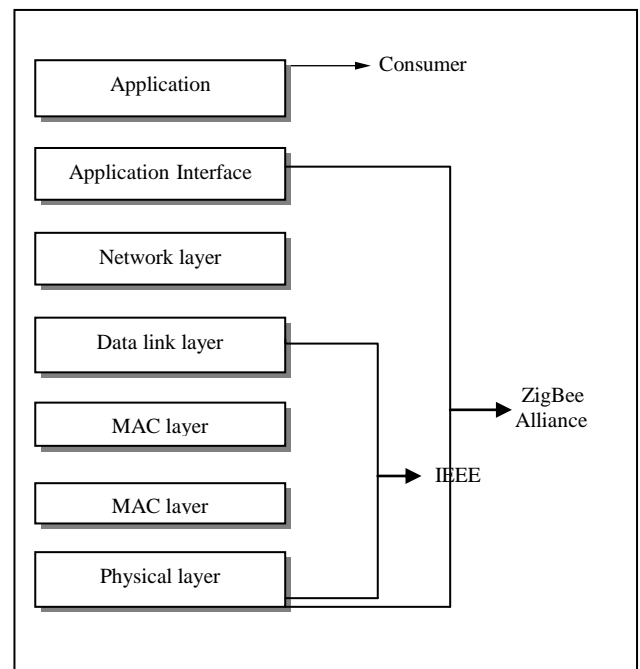 Application
Consumer
Application Interface
Network layer
Data link layer
ZigBee
Alliance
MAC layer
IEEE
MAC layer
Physical layer